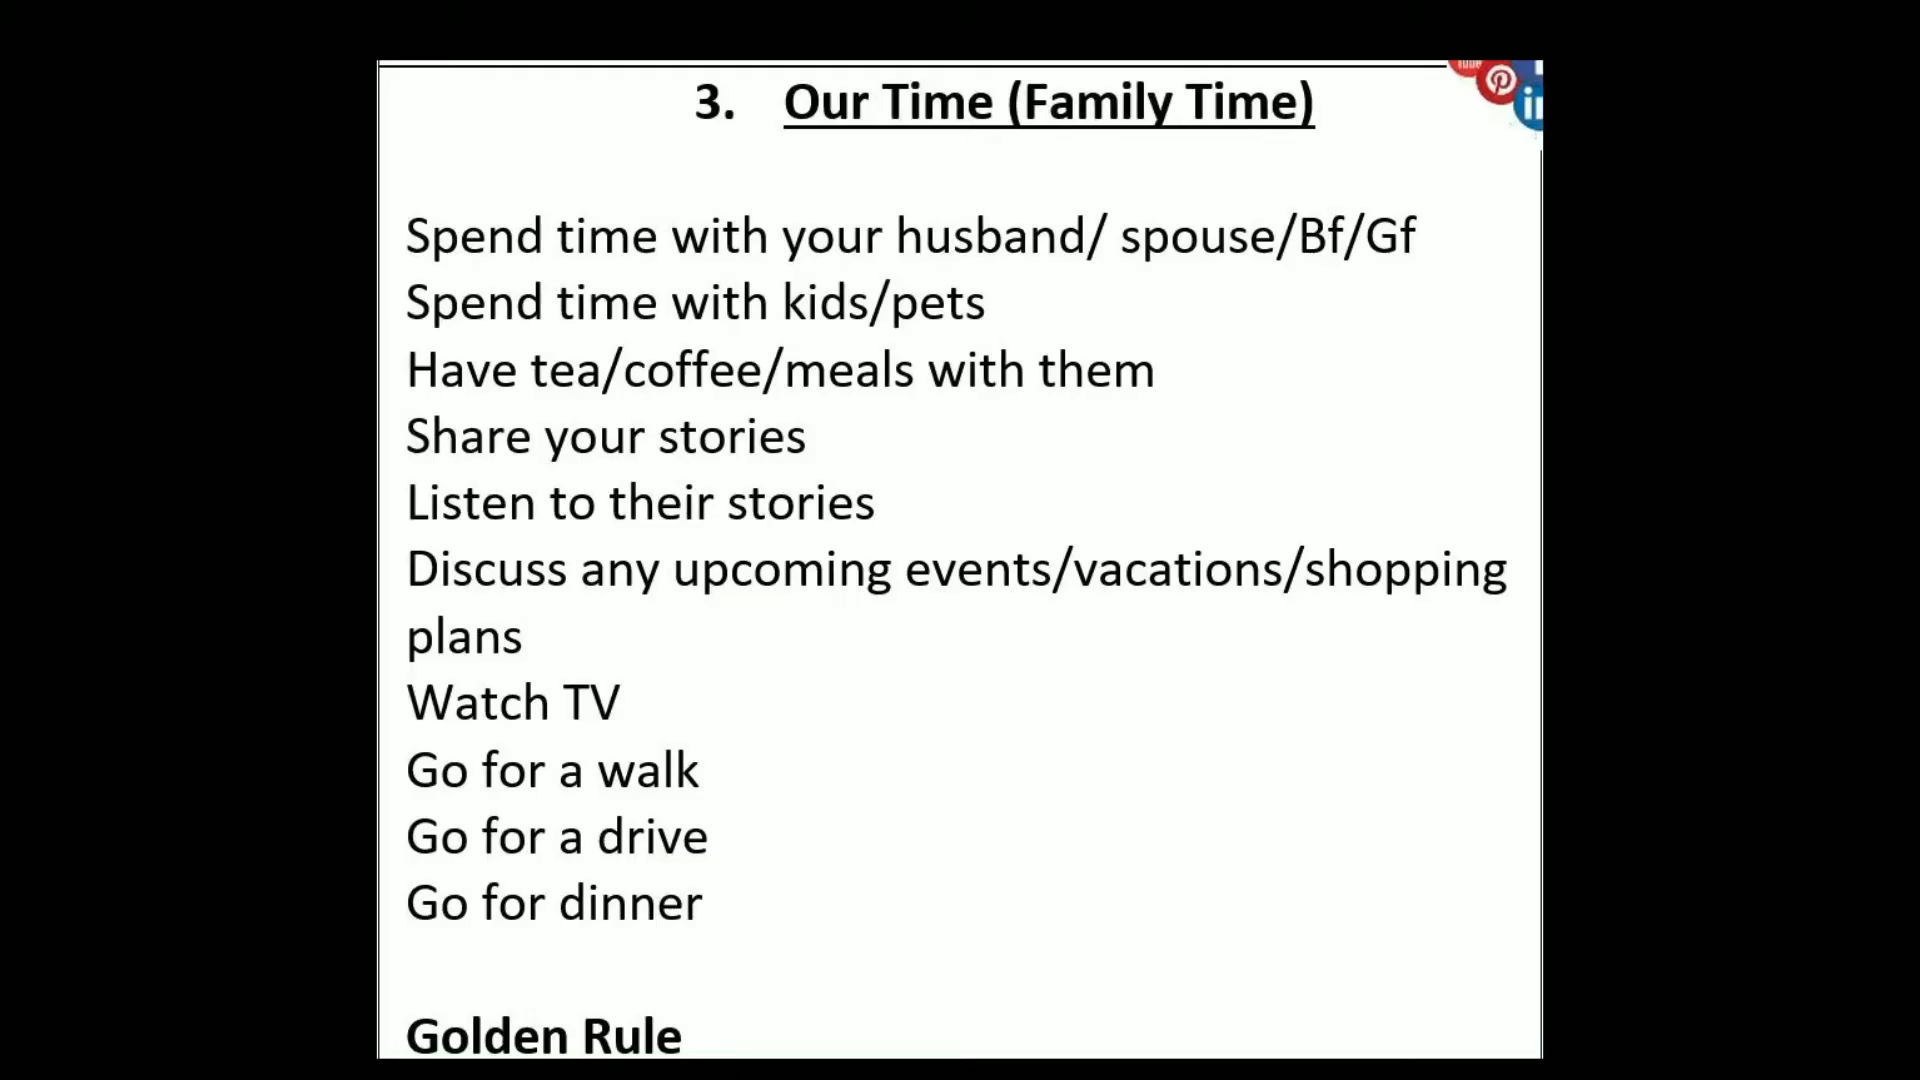 3. Our Time (Family Time)
Spend time with your husband/ spouse/Bf/Gf
Spend time with kids/pets
Have tea/coffee/meals with them
Share your stories
Listen to their stories
Discuss any upcoming events/vacations/shopping
plans
Watch TV
Go for a walk
Go for a drive
Go for dinner
Golden Rule